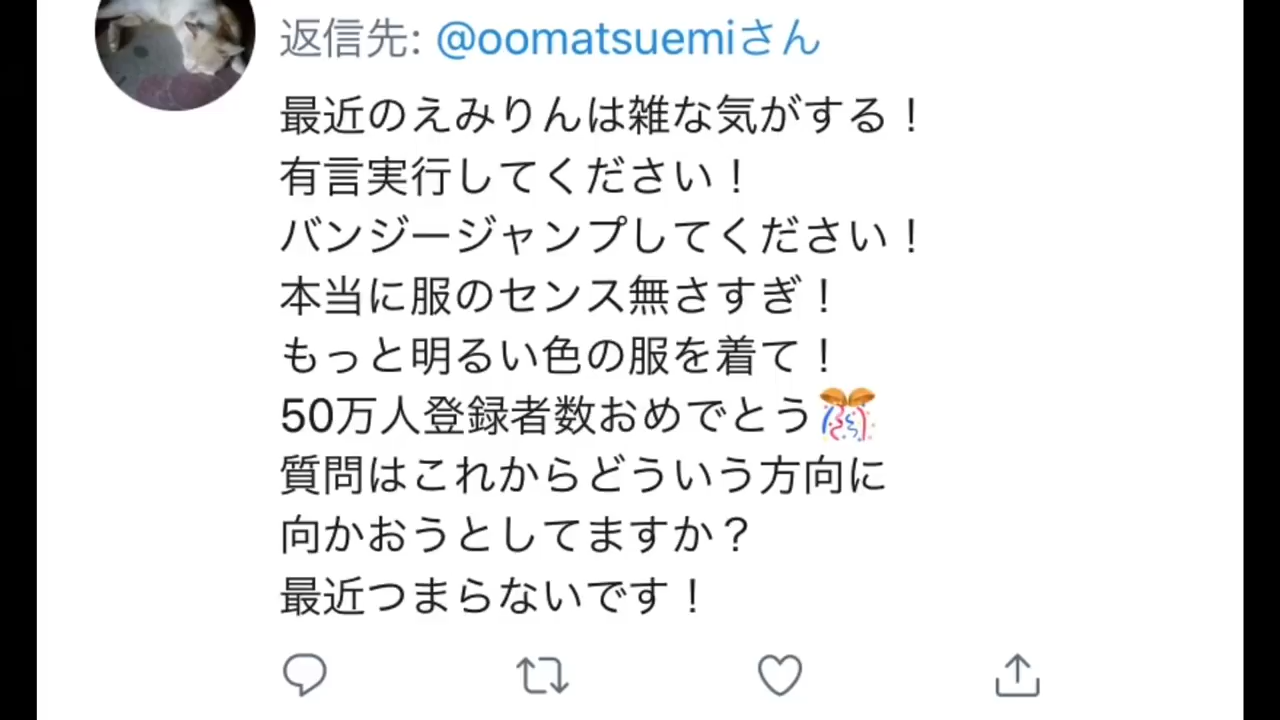 返信先: @oomatsuemiさん
最近のえみりんは雑な気がする！
有言実行してください！
バンジージャンプしてください！
本当に服のセンス無さすぎ！
もっと明るい色の服を着て！
50万人登録者数おめでとう🎊
質問はこれからどういう方向に
向かおうとしてますか？
最近つまらないです！